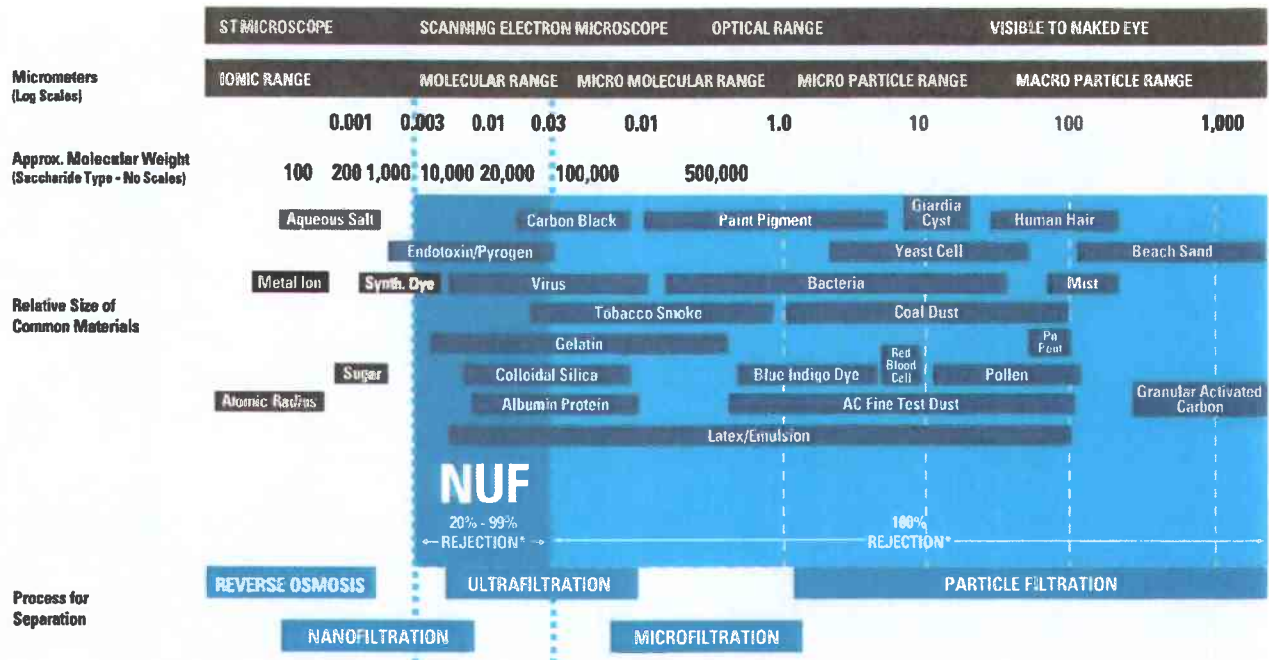 ST MICROSCOPE SCANNING ELECTRON MICROSCOPE OPTICAL RANGE VISIBLE TO NAKED EYE
Micrometers
(Log Scales)
IONIC RANGE MOLECULAR RANGE MICRO MOLECULAR RANGE MICRO PARTICLE RANGE MACRO PARTICLE RANGE
0.001 0.003 0.01 0.03 0.01 1.0 10 100 1,000
Approx. Molecular Weight
(Saccharide Type - No Scales)
100 200 1,000 10,000 20,000 100,000 500,000
Relative Size of
Common Materials
Aqueous Salt Carbon Black Paint Pigment Giardia
Cyst Human Hair
Endotoxin/Pyrogen Yeast Cell Beach Sand
Metal Ion Synth. Dye Virus Bacteria Mist
Tobacco Smoke Coal Dust
Gelatin
Sugar Colloidal Silica Blue Indigo Dye Red
Blood
Cell Pollen
Atomic Radius Albumin Protein AC Fine Test Dust Granular Activated
Carbon
Latex/Emulsion
NUF
20% - 99%
REJECTION*
100%
REJECTION*
Process for
Separation
REVERSE OSMOSIS ULTRAFILTRATION PARTICLE FILTRATION
NANOFILTRATION MICROFILTRATION